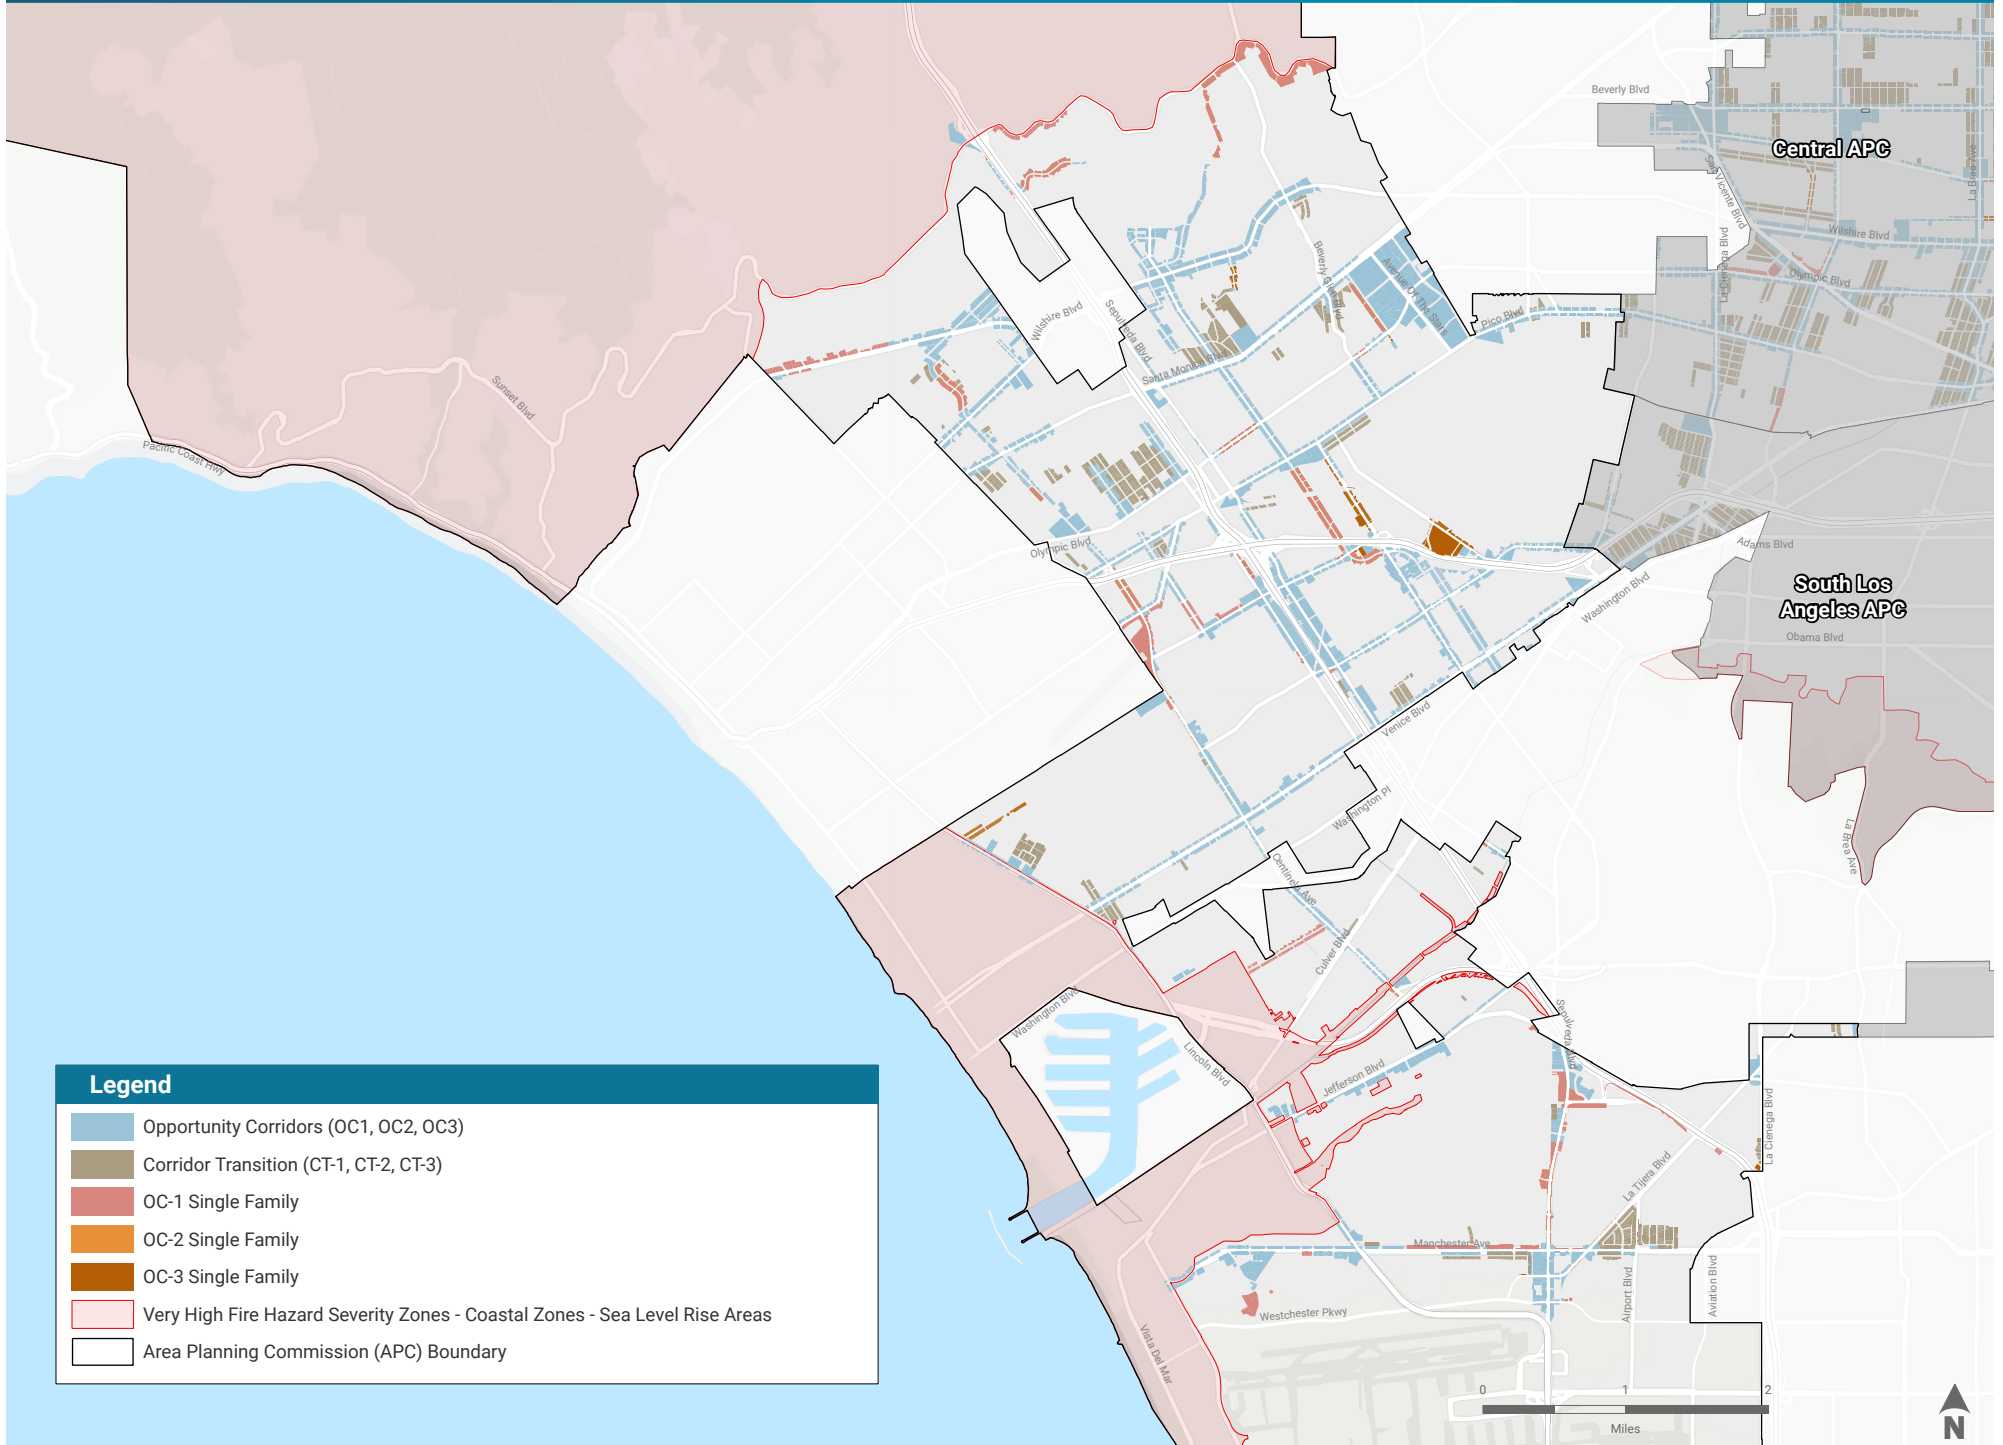 Beverly Blvd
Central APC
San Vicente Blvd
La Brea Ave
Wilshire Blvd
La Cienega Blvd
Olympic Blvd
Beverly Glen Blvd
Avenue Of The Stars
Pico Blvd
Wilshire Blvd
Sepulveda Blvd
Santa Monica Blvd
Sunset Blvd
Pacific Coast Hwy
Olympic Blvd
Adams Blvd
South Los
Angeles APC
Washington Blvd
Obama Blvd
Venice Blvd
Washington Pl
La Brea Ave
Centinela Ave
Culver Blvd
Washington Blvd
Lincoln Blvd
Sepulveda Blvd
Jefferson Blvd
La Cienega Blvd
La Tijera Blvd
Manchester Ave
Airport Blvd
Aviation Blvd
Westchester Pkwy
Vista Del Mar
Legend
Opportunity Corridors (OC1, OC2, OC3)
Corridor Transition (CT-1, CT-2, CT-3)
OC-1 Single Family
OC-2 Single Family
OC-3 Single Family
Very High Fire Hazard Severity Zones - Coastal Zones - Sea Level Rise Areas
Area Planning Commission (APC) Boundary
0 1 2
Miles
N